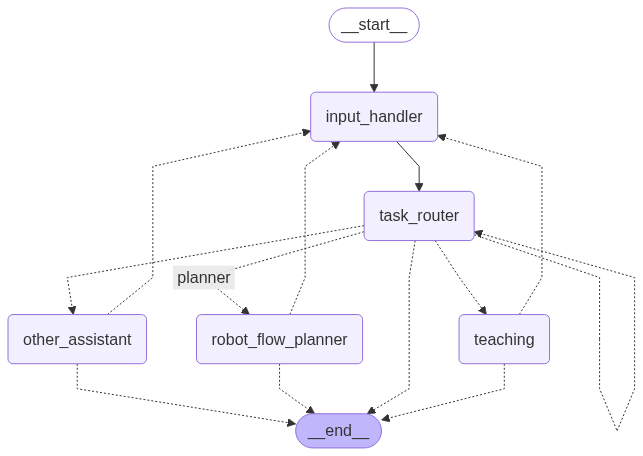 __start__
input_handler
task_router
planner
other_assistant
robot_flow_planner
teaching
__end__